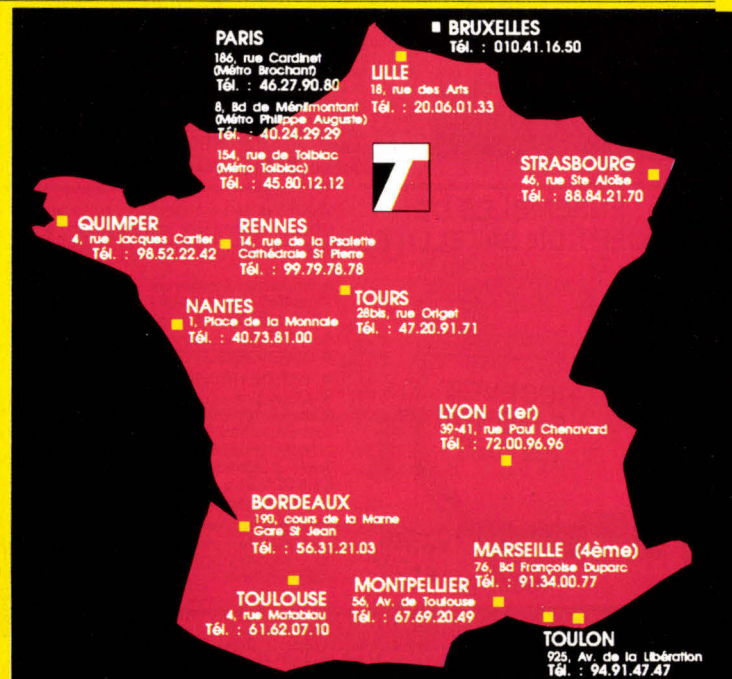 PARIS
186, rue Cardinet
(Métro Brochant)
Tél. : 46.27.90.80
8, Bd de Ménilmontant
(Métro Philippe Auguste)
Tél. : 40.24.29.29
154, rue de Tolbiac
(Métro Tolbiac)
Tél. : 45.80.12.12
BRUXELLES
Tél. : 010.41.16.50
LILLE
18, rue des Arts
Tél. : 20.06.01.33
T
STRASBOURG
46, rue Ste Aloïse
Tél. : 88.84.21.70
QUIMPER
4, rue Jacques Cartier
Tél. : 98.52.22.42
RENNES
14, rue de la Psalette
Cathédrale St Pierre
Tél. : 99.79.78.78
NANTES
1, Place de la Monnaie
Tél. : 40.73.81.00
TOURS
28bis, rue Origet
Tél. : 47.20.91.71
LYON (1er)
39-41, rue Paul Chenavard
Tél. : 72.00.96.96
BORDEAUX
190, cours de la Marne
Gare St Jean
Tél. : 56.31.21.03
TOULOUSE
4, rue Matabiau
Tél. : 61.62.07.10
MONTPELLIER
56, Av. de Toulouse
Tél. : 67.69.20.49
MARSEILLE (4ème)
76, Bd Françoise Duparc
Tél. : 91.34.00.77
TOULON
925, Av. de la Libération
Tél. : 94.91.47.47